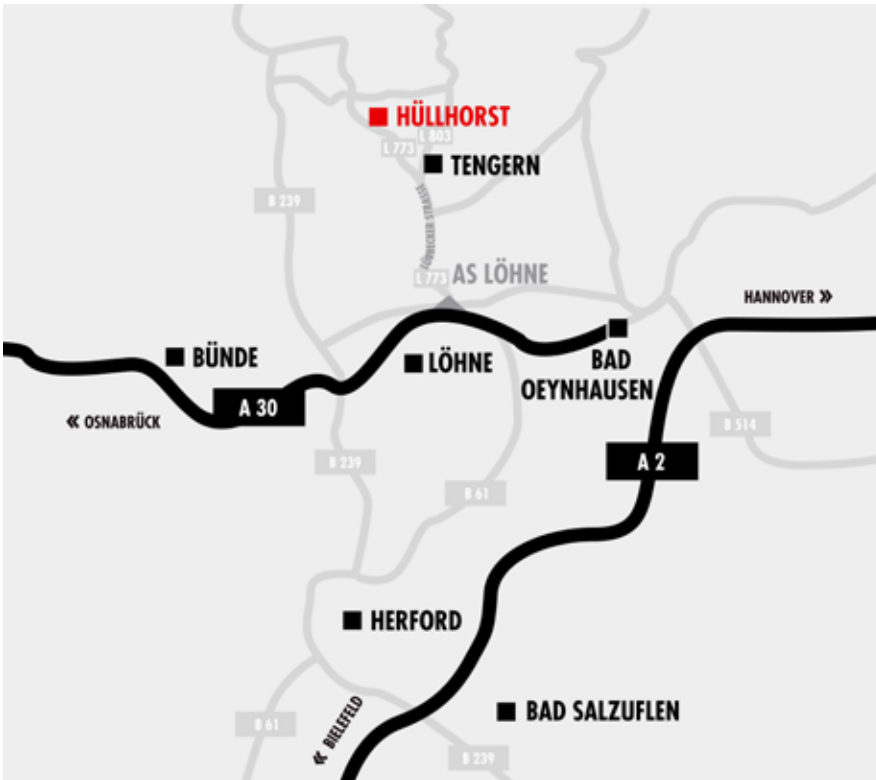 HÜLLHORST
L 803
L 773
TENGERN
B 239
LÜBBECKER STRASSE
L 773
AS LÖHNE
HANNOVER »
BÜNDE
LÖHNE
BAD
OEYNHAUSEN
A 30
« OSNABRÜCK
B 514
B 239
A 2
B 61
HERFORD
BAD SALZUFLEN
« BIELEFELD
B 61
B 239